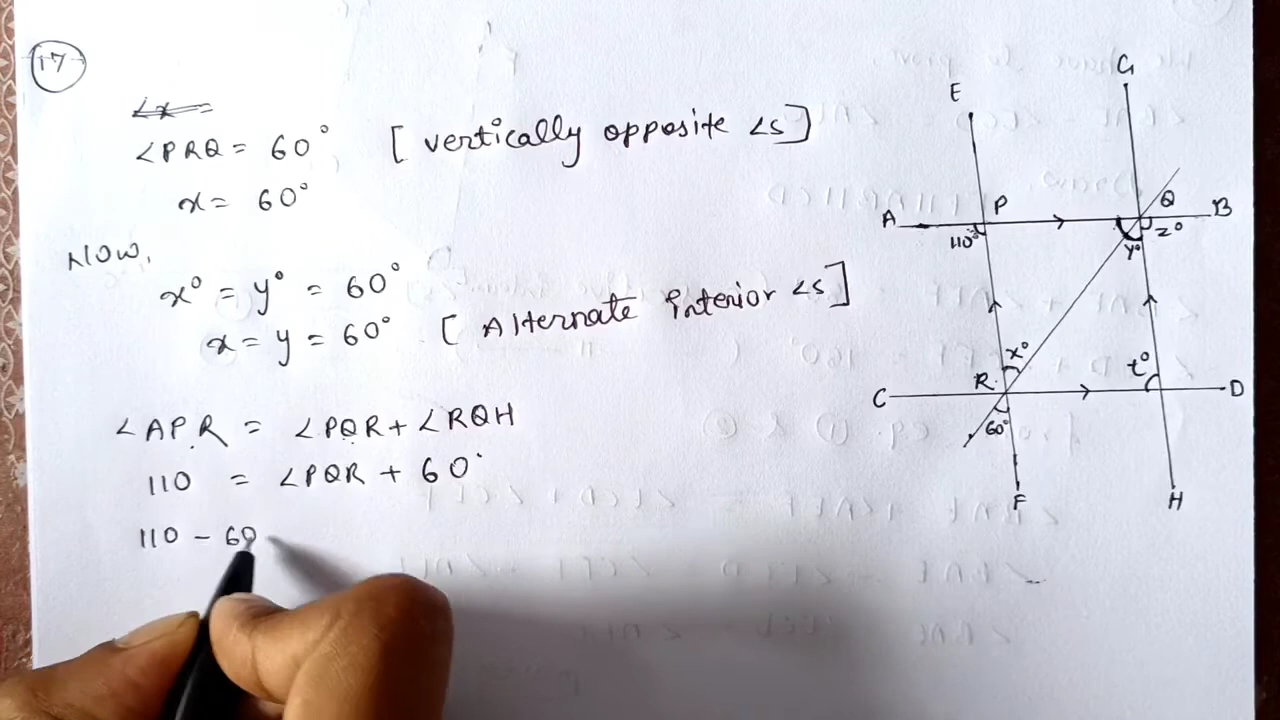 17
∠x =
∠PRQ = 60° [ vertically opposite ∠s ]
x = 60°
Now,
x° = y° = 60°
x = y = 60° [ Alternate interior ∠s ]
∠APR = ∠PQR + ∠RQH
110 = ∠PQR + 60°
110 - 60
G
E
A P Q B
110° y° z°
x°
C R t° D
60°
F H